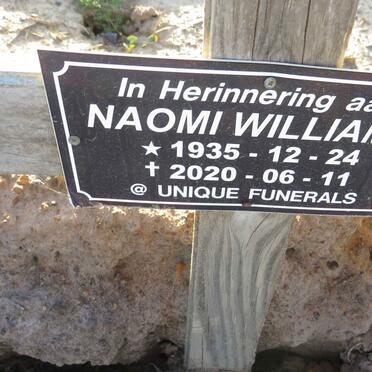 In Herinnering aa
NAOMI WILLIAM
★ 1935 - 12 - 24
✝ 2020 - 06 - 11
@ UNIQUE FUNERALS